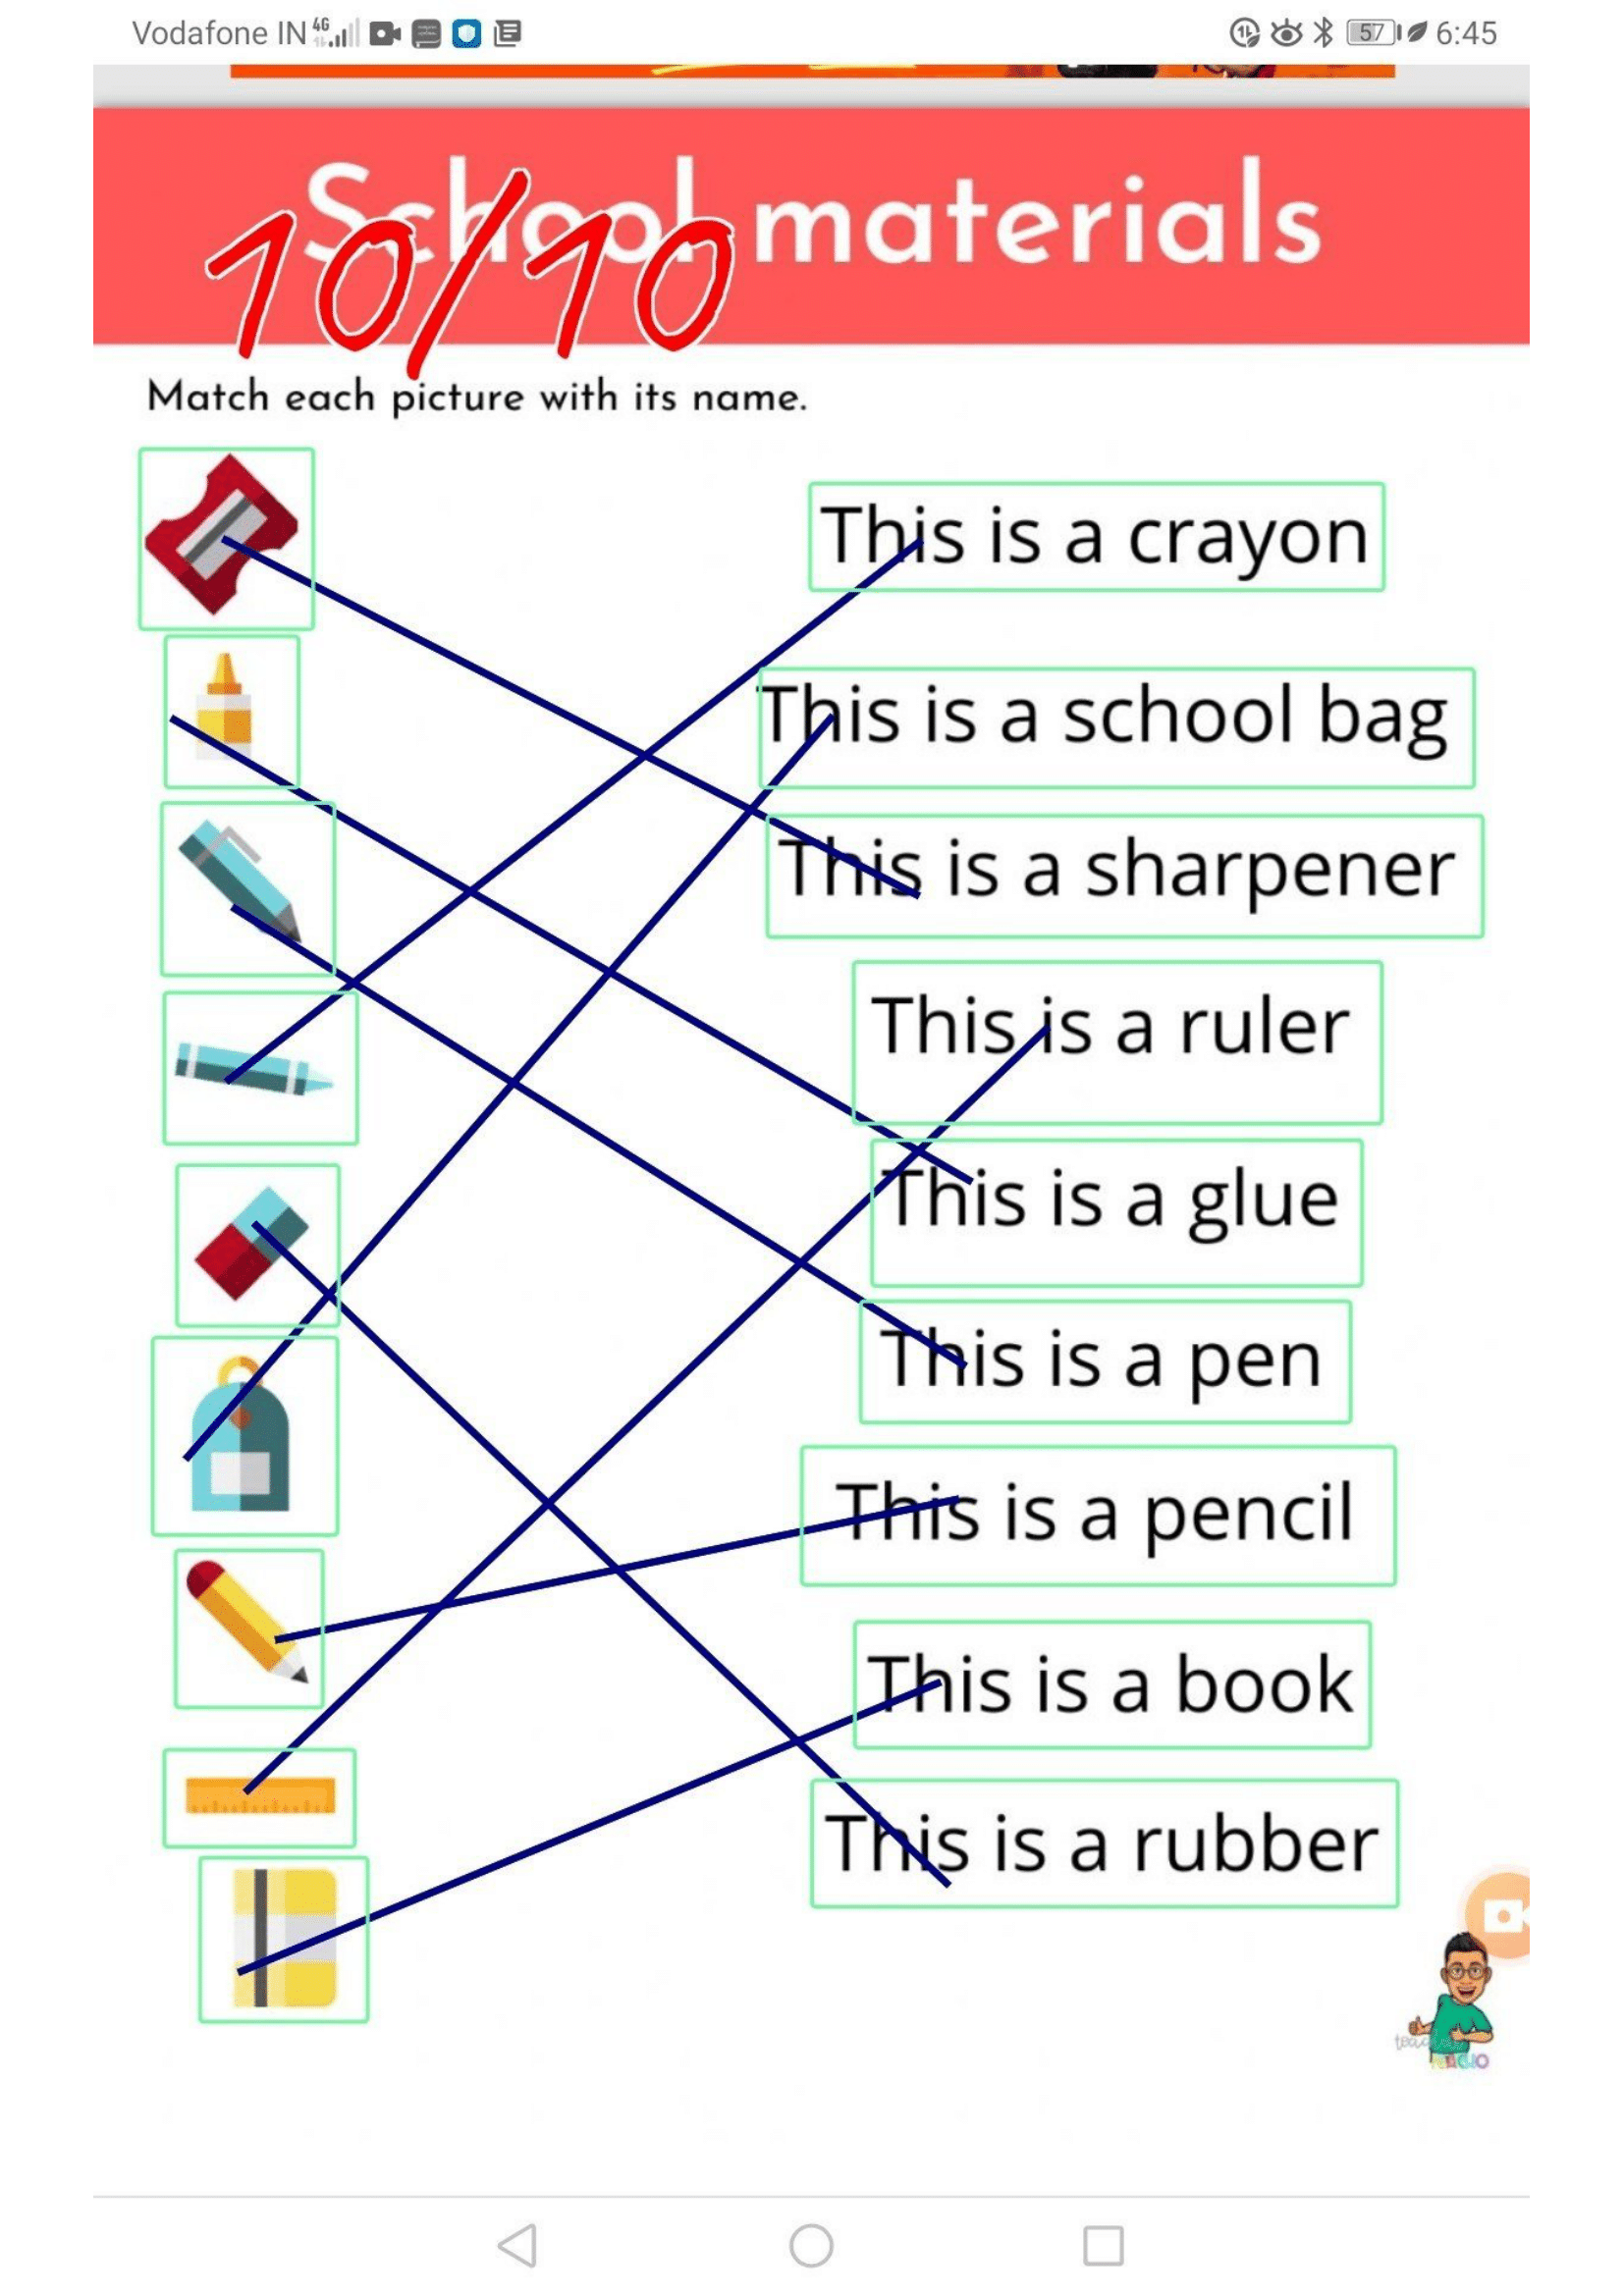 Vodafone IN 4G 57 6:45
School materials
10/10
Match each picture with its name.
This is a crayon
This is a school bag
This is a sharpener
This is a ruler
This is a glue
This is a pen
This is a pencil
This is a book
This is a rubber